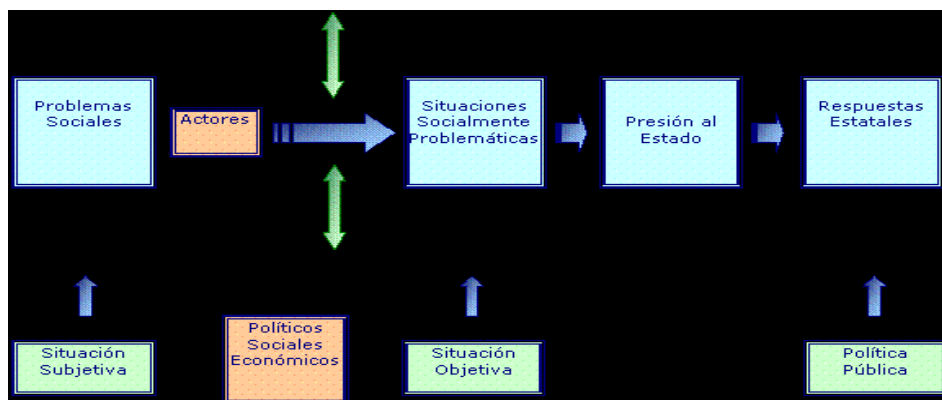 Problemas
Sociales
Actores
Situaciones
Socialmente
Problemáticas
Presión al
Estado
Respuestas
Estatales
Situación
Subjetiva
Políticos
Sociales
Económicos
Situación
Objetiva
Política
Pública